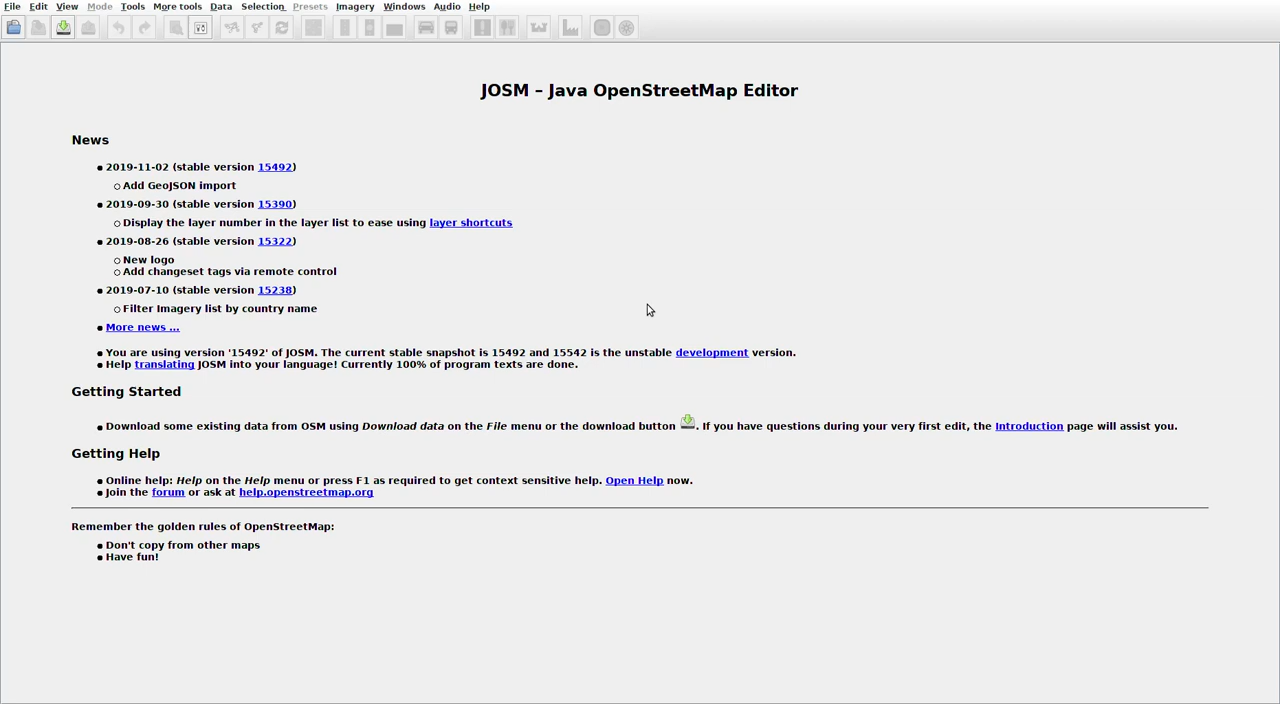 File Edit View Mode Tools More tools Data Selection Presets Imagery Windows Audio Help
JOSM – Java OpenStreetMap Editor
News
2019-11-02 (stable version 15492)
Add GeoJSON import
2019-09-30 (stable version 15390)
Display the layer number in the layer list to ease using layer shortcuts
2019-08-26 (stable version 15322)
New logo
Add changeset tags via remote control
2019-07-10 (stable version 15238)
Filter Imagery list by country name
More news ...
You are using version '15492' of JOSM. The current stable snapshot is 15492 and 15542 is the unstable development version.
Help translating JOSM into your language! Currently 100% of program texts are done.
Getting Started
Download some existing data from OSM using Download data on the File menu or the download button . If you have questions during your very first edit, the Introduction page will assist you.
Getting Help
Online help: Help on the Help menu or press F1 as required to get context sensitive help. Open Help now.
Join the forum or ask at help.openstreetmap.org
Remember the golden rules of OpenStreetMap:
Don't copy from other maps
Have fun!